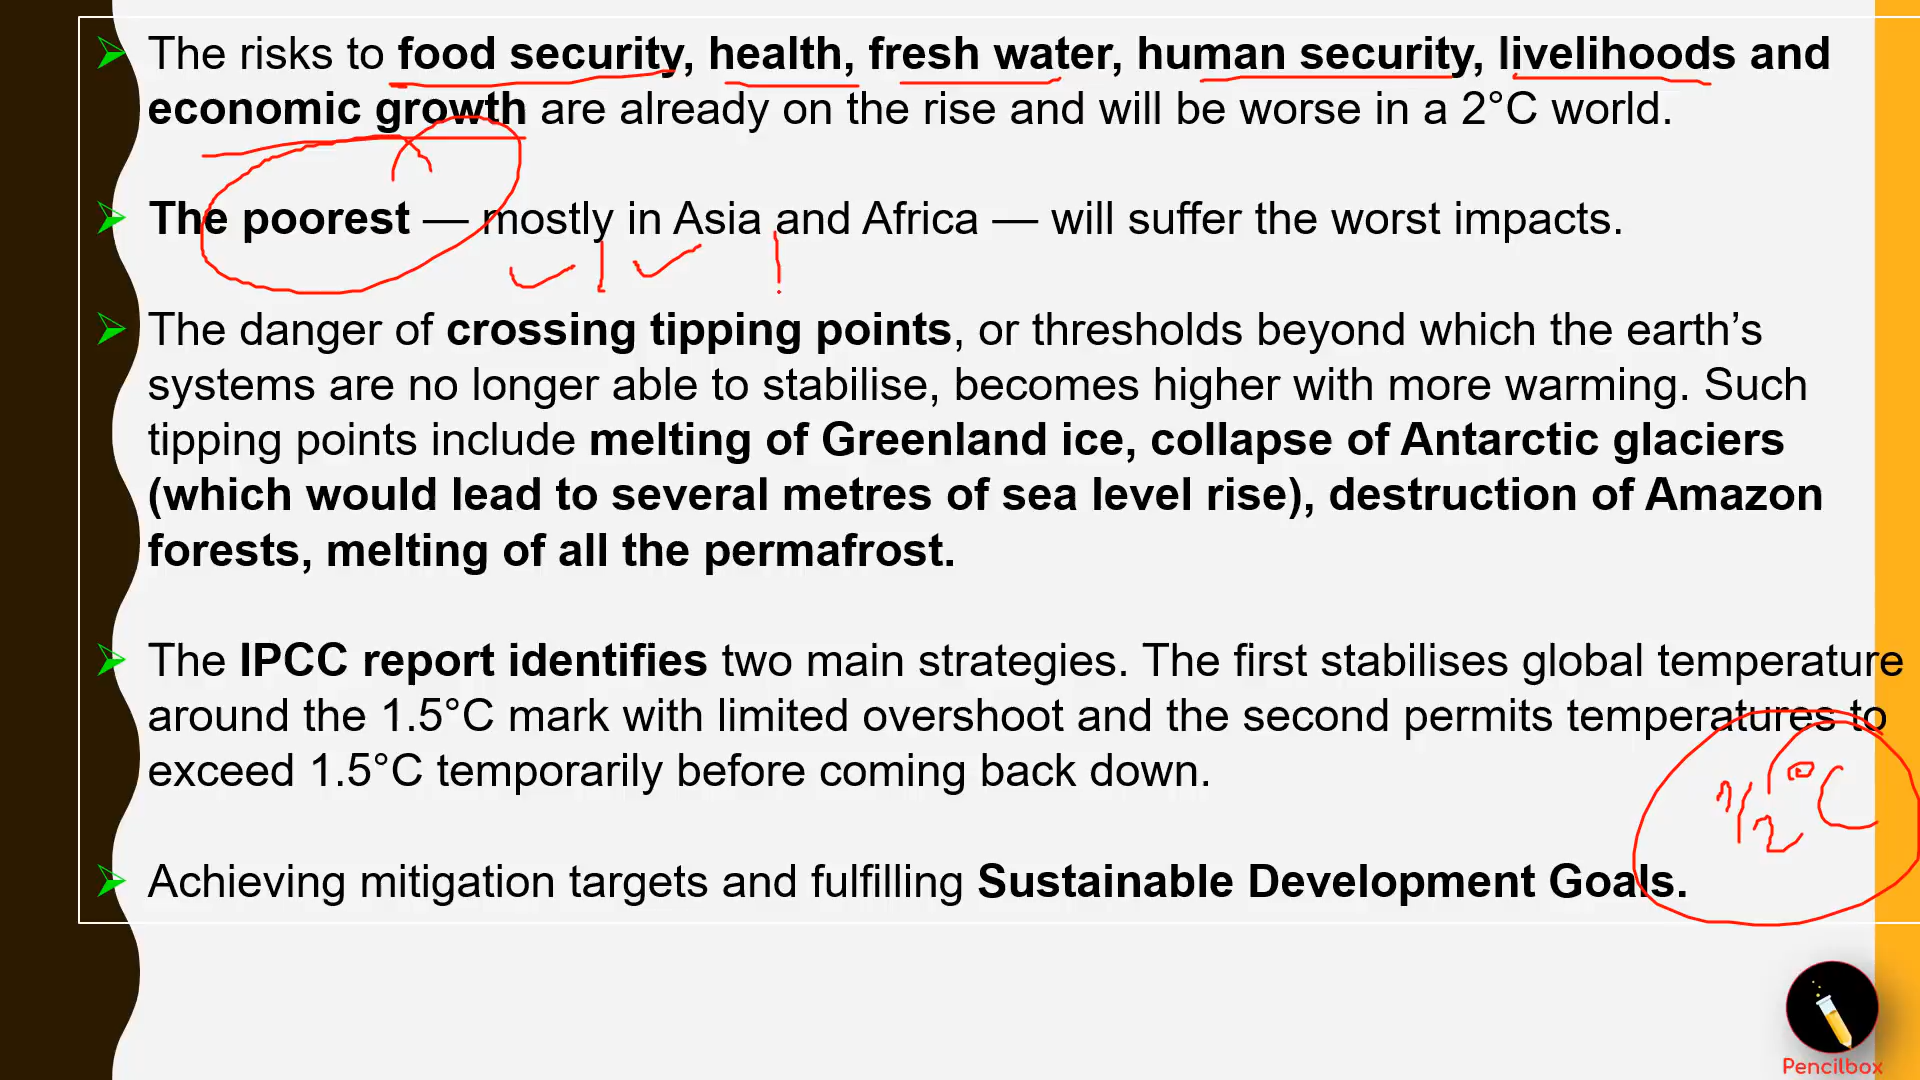 The risks to food security, health, fresh water, human security, livelihoods and
economic growth are already on the rise and will be worse in a 2°C world.
The poorest — mostly in Asia and Africa — will suffer the worst impacts.
The danger of crossing tipping points, or thresholds beyond which the earth’s
systems are no longer able to stabilise, becomes higher with more warming. Such
tipping points include melting of Greenland ice, collapse of Antarctic glaciers
(which would lead to several metres of sea level rise), destruction of Amazon
forests, melting of all the permafrost.
The IPCC report identifies two main strategies. The first stabilises global temperature
around the 1.5°C mark with limited overshoot and the second permits temperatures to
exceed 1.5°C temporarily before coming back down.
1/2°C
Achieving mitigation targets and fulfilling Sustainable Development Goals.
Pencilbox